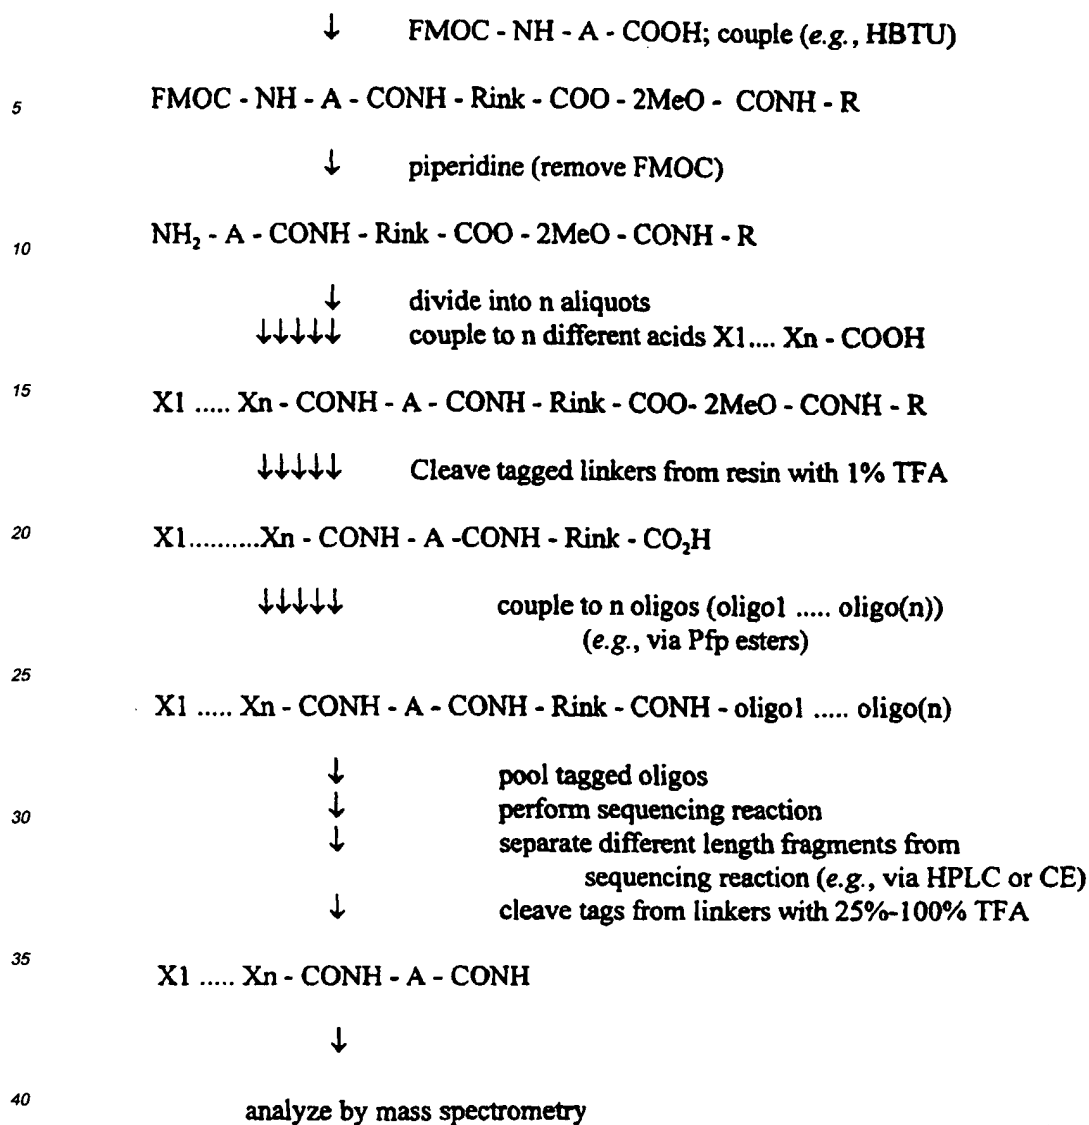 ↓ FMOC - NH - A - COOH; couple (e.g., HBTU)
5 FMOC - NH - A - CONH - Rink - COO - 2MeO - CONH - R
↓ piperidine (remove FMOC)
10 NH₂ - A - CONH - Rink - COO - 2MeO - CONH - R
↓ divide into n aliquots
↓↓↓↓↓ couple to n different acids X1.... Xn - COOH
15 X1 ..... Xn - CONH - A - CONH - Rink - COO- 2MeO - CONH - R
↓↓↓↓↓ Cleave tagged linkers from resin with 1% TFA
20 X1..........Xn - CONH - A -CONH - Rink - CO₂H
↓↓↓↓↓ couple to n oligos (oligo1 ..... oligo(n))
(e.g., via Pfp esters)
25
X1 ..... Xn - CONH - A - CONH - Rink - CONH - oligo1 ..... oligo(n)
↓ pool tagged oligos
30 ↓ perform sequencing reaction
↓ separate different length fragments from
sequencing reaction (e.g., via HPLC or CE)
↓ cleave tags from linkers with 25%-100% TFA
35 X1 ..... Xn - CONH - A - CONH
↓
40 analyze by mass spectrometry